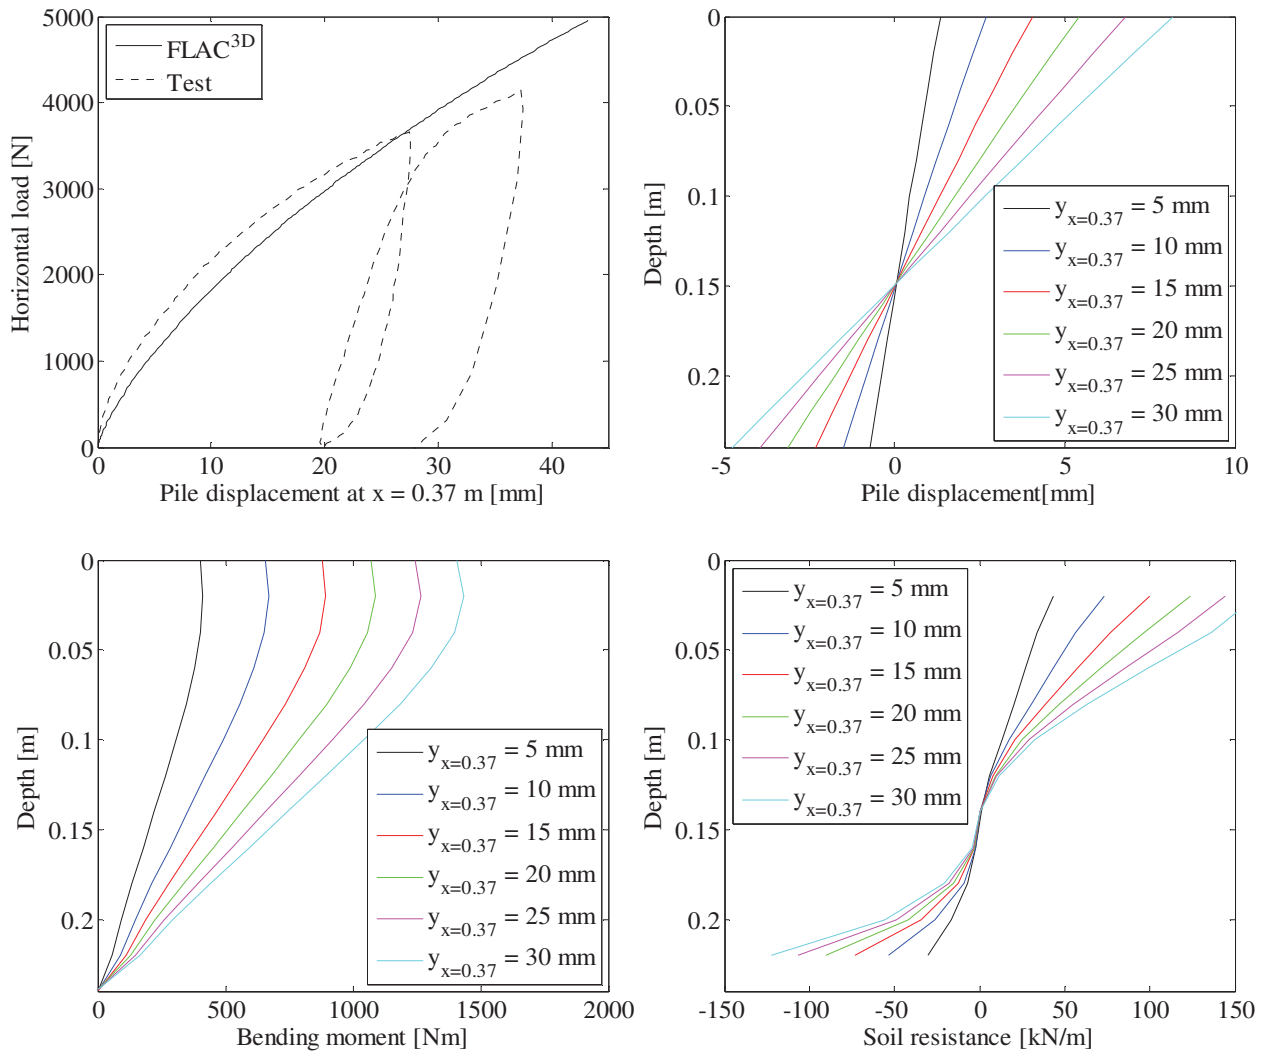 5000
4000
3000
2000
1000
0
0 10 20 30 40
Horizontal load [N]
Pile displacement at x = 0.37 m [mm]
FLAC3D
Test
0
0.05
0.1
0.15
0.2
-5 0 5 10
Depth [m]
Pile displacement[mm]
yx=0.37 = 5 mm
yx=0.37 = 10 mm
yx=0.37 = 15 mm
yx=0.37 = 20 mm
yx=0.37 = 25 mm
yx=0.37 = 30 mm
0
0.05
0.1
0.15
0.2
0 500 1000 1500 2000
Depth [m]
Bending moment [Nm]
yx=0.37 = 5 mm
yx=0.37 = 10 mm
yx=0.37 = 15 mm
yx=0.37 = 20 mm
yx=0.37 = 25 mm
yx=0.37 = 30 mm
0
0.05
0.1
0.15
0.2
-150 -100 -50 0 50 100 150
Depth [m]
Soil resistance [kN/m]
yx=0.37 = 5 mm
yx=0.37 = 10 mm
yx=0.37 = 15 mm
yx=0.37 = 20 mm
yx=0.37 = 25 mm
yx=0.37 = 30 mm